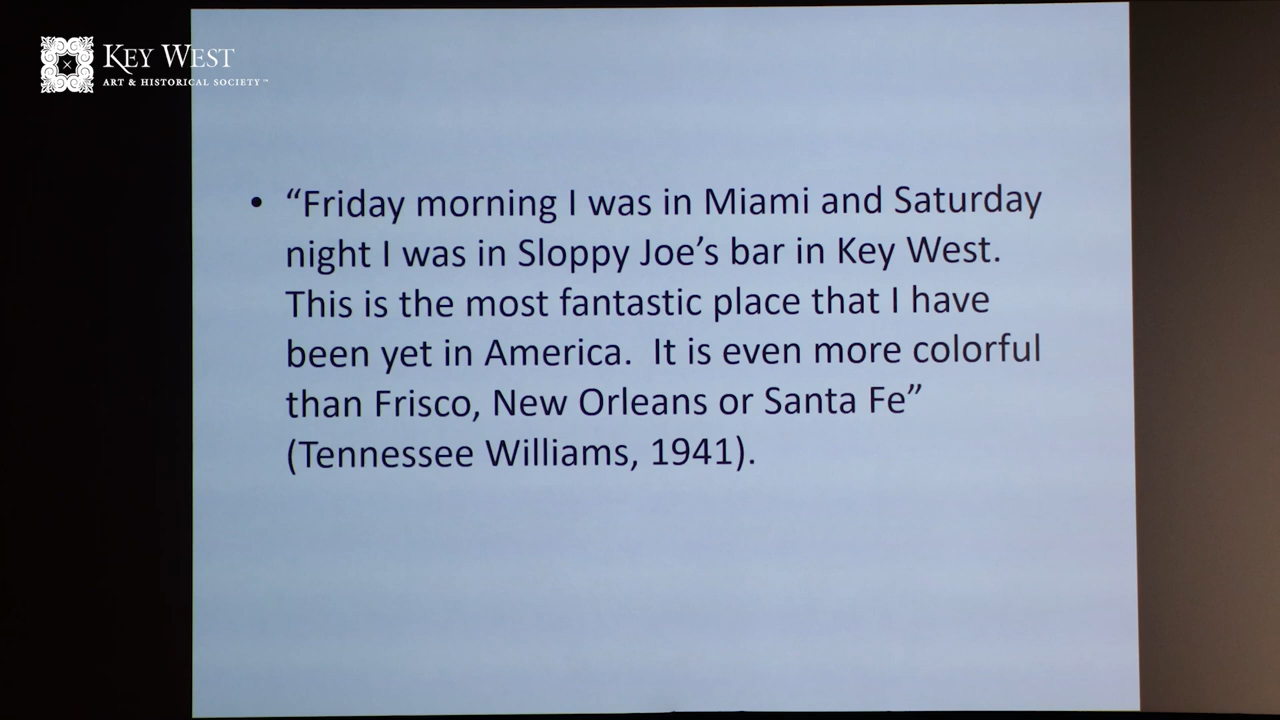 KEY WEST
ART & HISTORICAL SOCIETY™
• “Friday morning I was in Miami and Saturday
night I was in Sloppy Joe’s bar in Key West.
This is the most fantastic place that I have
been yet in America.  It is even more colorful
than Frisco, New Orleans or Santa Fe”
(Tennessee Williams, 1941).